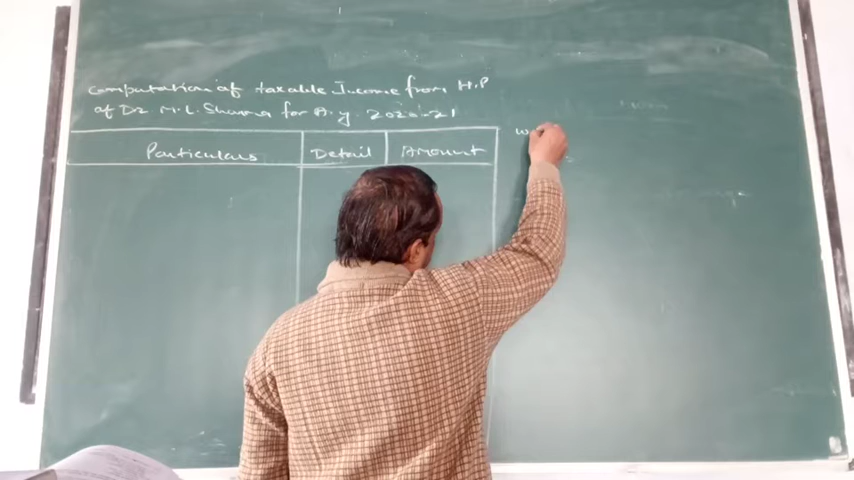 Computation of taxable Income from H.P
of Dr M.L. Sharma for A.y. 2020-21
Particulars Detail Amount
w